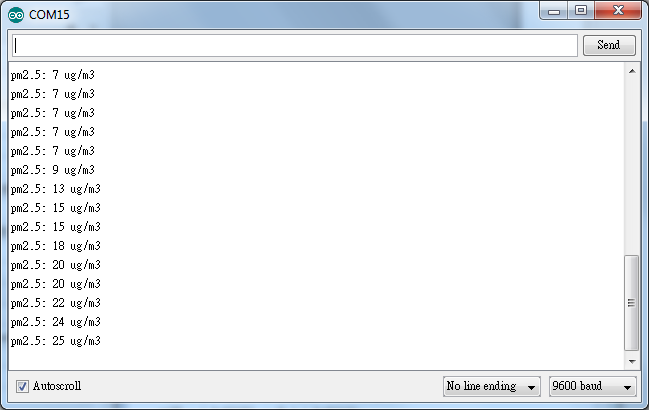 COM15
Send
pm2.5: 7 ug/m3
pm2.5: 7 ug/m3
pm2.5: 7 ug/m3
pm2.5: 7 ug/m3
pm2.5: 7 ug/m3
pm2.5: 9 ug/m3
pm2.5: 13 ug/m3
pm2.5: 15 ug/m3
pm2.5: 15 ug/m3
pm2.5: 18 ug/m3
pm2.5: 20 ug/m3
pm2.5: 20 ug/m3
pm2.5: 22 ug/m3
pm2.5: 24 ug/m3
pm2.5: 25 ug/m3
Autoscroll No line ending 9600 baud